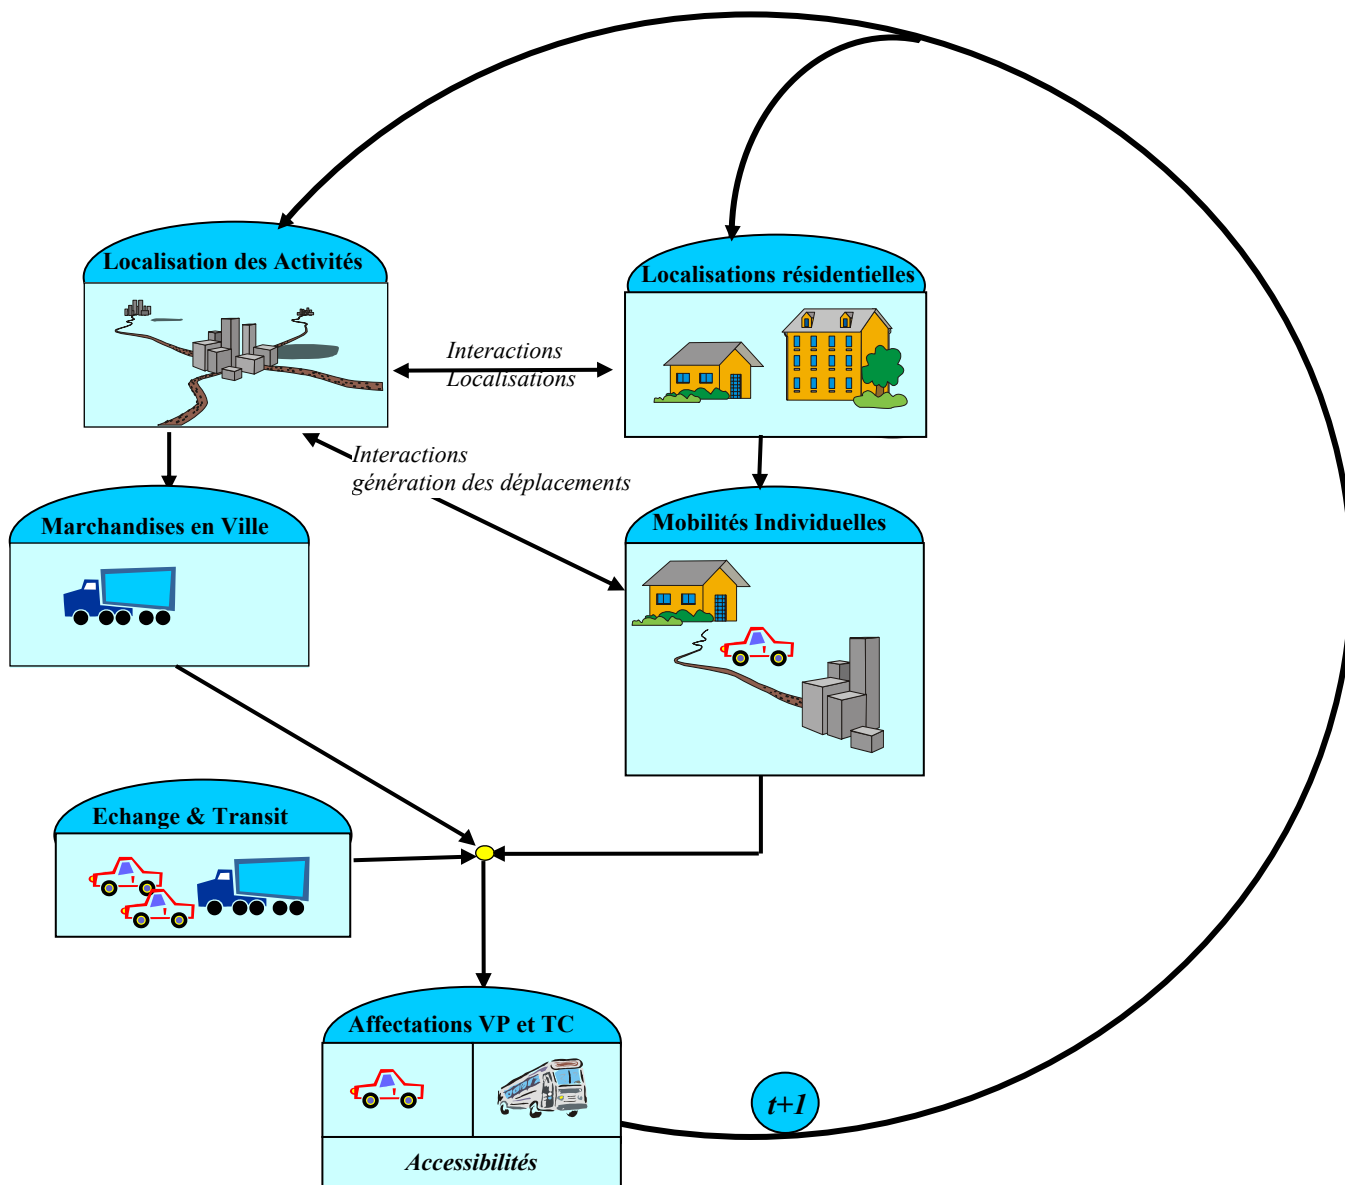 Localisation des Activités
Localisations résidentielles
Interactions
Localisations
Interactions
génération des déplacements
Marchandises en Ville
Mobilités Individuelles
Echange & Transit
Affectations VP et TC
t+1
Accessibilités